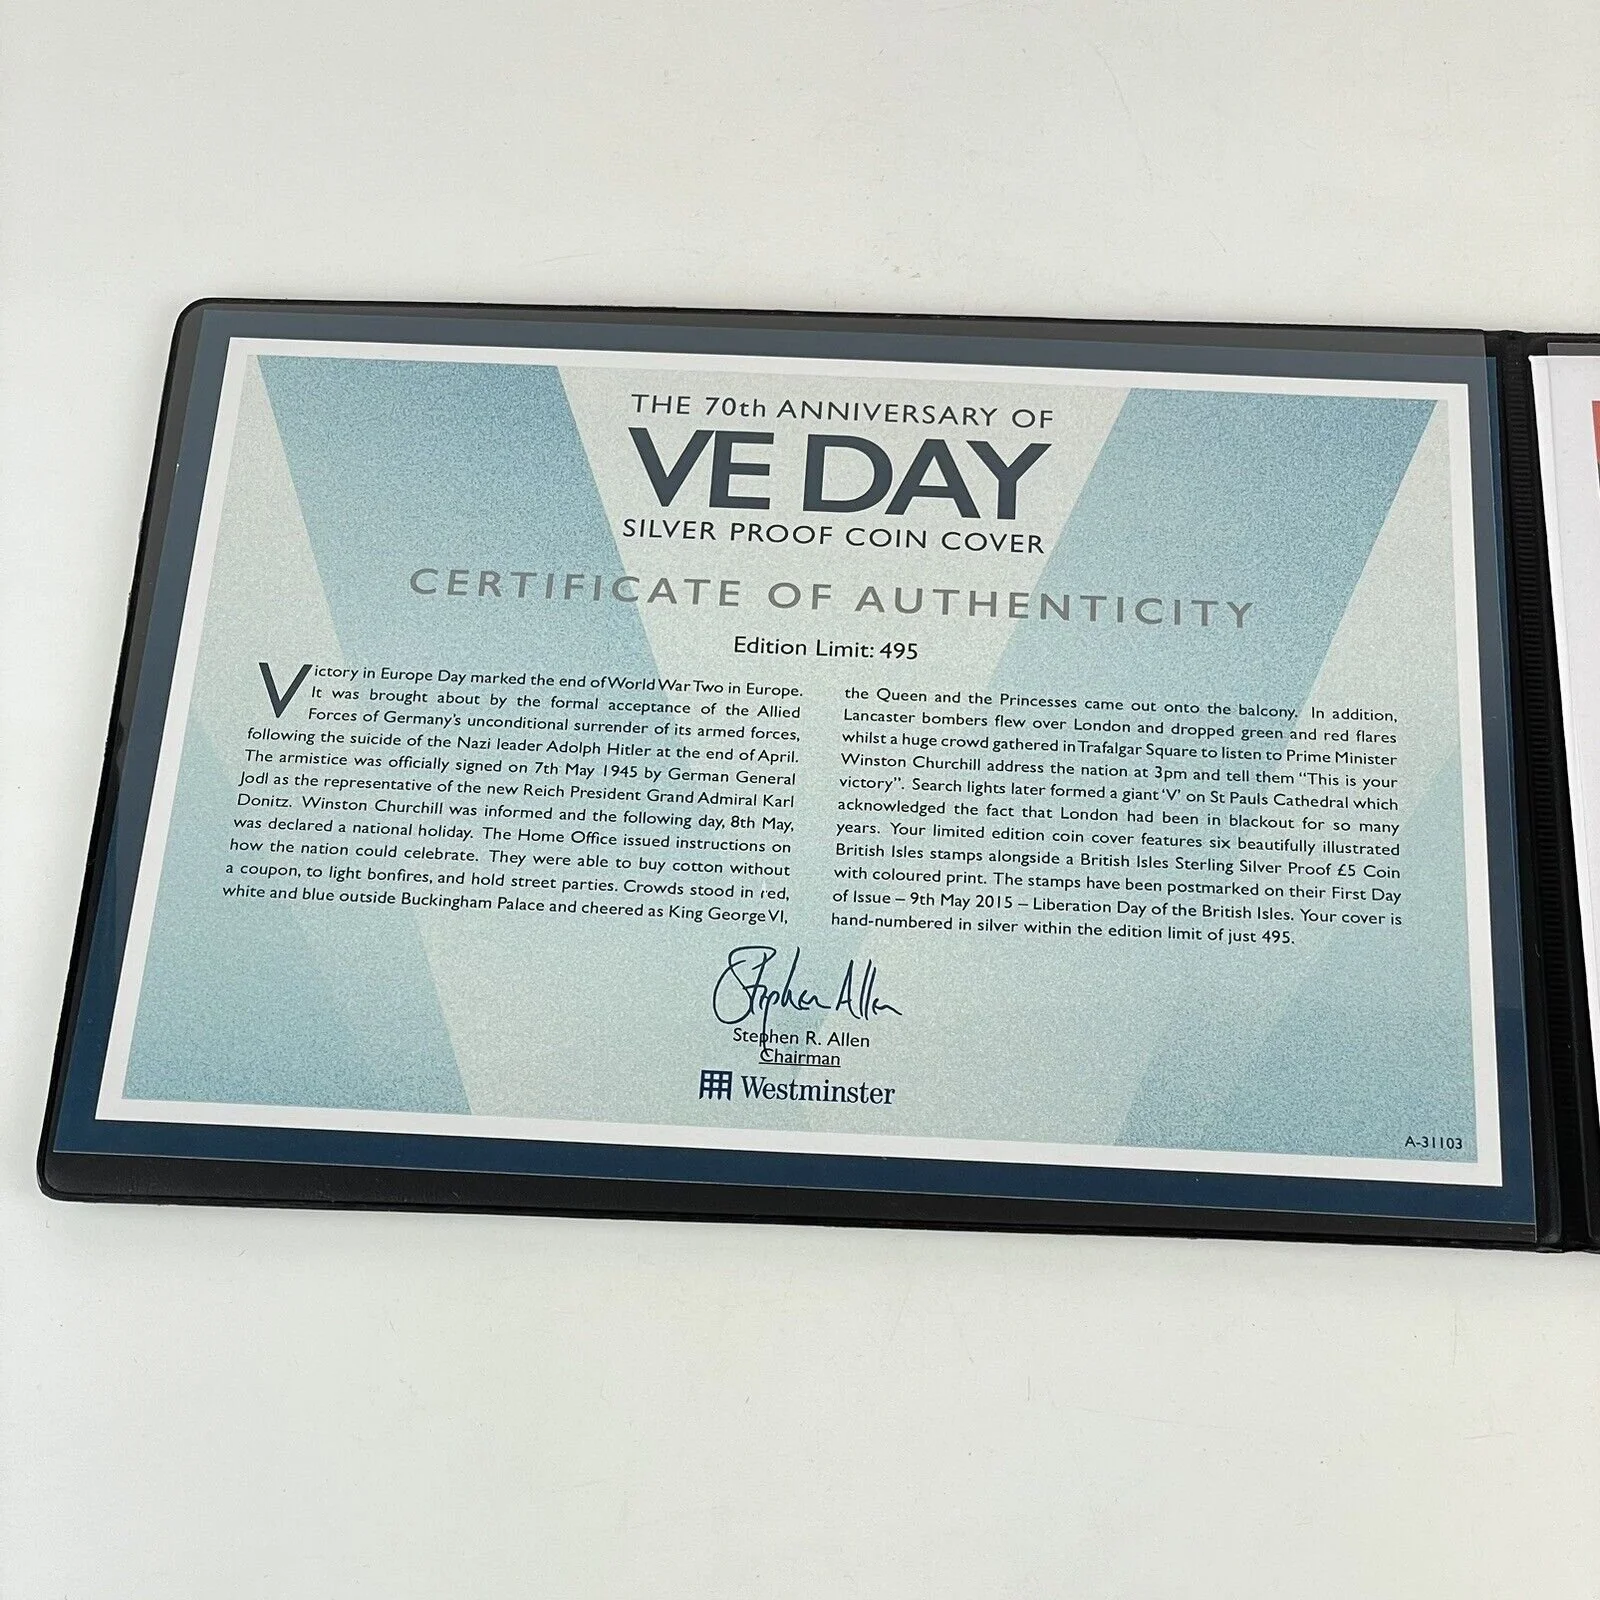 THE 70th ANNIVERSARY OF
VE DAY
SILVER PROOF COIN COVER
CERTIFICATE OF AUTHENTICITY
Edition Limit: 495
Victory in Europe Day marked the end of World War Two in Europe.
It was brought about by the formal acceptance of the Allied
Forces of Germany's unconditional surrender of its armed forces,
following the suicide of the Nazi leader Adolph Hitler at the end of April.
The armistice was officially signed on 7th May 1945 by German General
Jodl as the representative of the new Reich President Grand Admiral Karl
Donitz. Winston Churchill was informed and the following day, 8th May,
was declared a national holiday. The Home Office issued instructions on
how the nation could celebrate. They were able to buy cotton without
a coupon, to light bonfires, and hold street parties. Crowds stood in red,
white and blue outside Buckingham Palace and cheered as King George VI,
the Queen and the Princesses came out onto the balcony. In addition,
Lancaster bombers flew over London and dropped green and red flares
whilst a huge crowd gathered in Trafalgar Square to listen to Prime Minister
Winston Churchill address the nation at 3pm and tell them "This is your
victory". Search lights later formed a giant 'V' on St Pauls Cathedral which
acknowledged the fact that London had been in blackout for so many
years. Your limited edition coin cover features six beautifully illustrated
British Isles stamps alongside a British Isles Sterling Silver Proof £5 Coin
with coloured print. The stamps have been postmarked on their First Day
of Issue – 9th May 2015 – Liberation Day of the British Isles. Your cover is
hand-numbered in silver within the edition limit of just 495.
Stephen Allen
Stephen R. Allen
Chairman
Westminster
A-31103